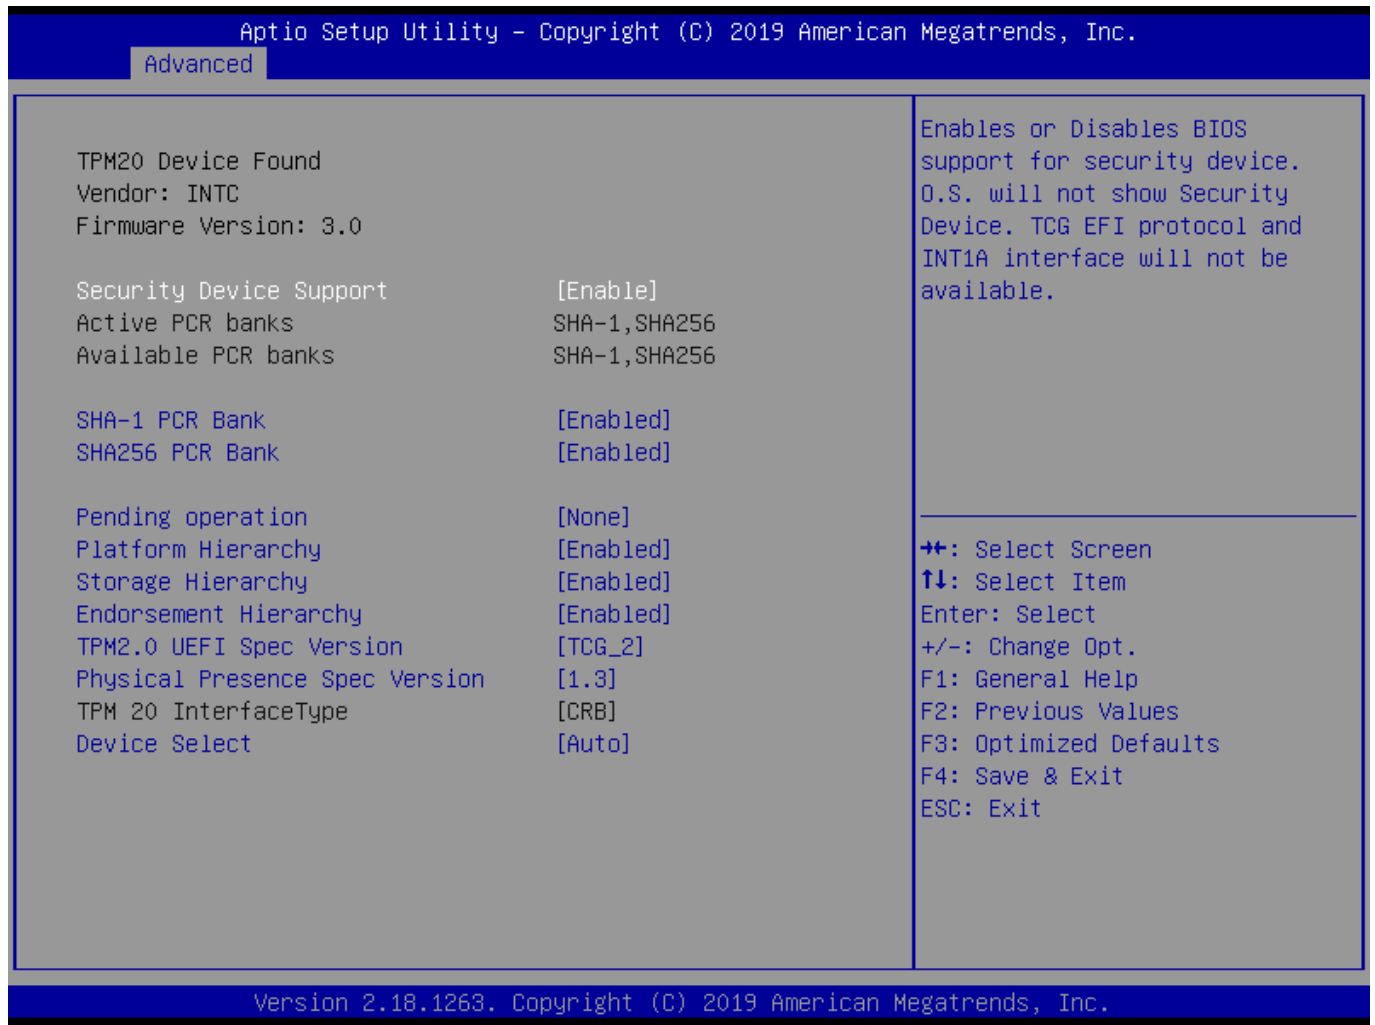 Aptio Setup Utility – Copyright (C) 2019 American Megatrends, Inc.
Advanced
TPM20 Device Found
Vendor: INTC
Firmware Version: 3.0
Security Device Support [Enable]
Active PCR banks SHA-1,SHA256
Available PCR banks SHA-1,SHA256
SHA-1 PCR Bank [Enabled]
SHA256 PCR Bank [Enabled]
Pending operation [None]
Platform Hierarchy [Enabled]
Storage Hierarchy [Enabled]
Endorsement Hierarchy [Enabled]
TPM2.0 UEFI Spec Version [TCG_2]
Physical Presence Spec Version [1.3]
TPM 20 InterfaceType [CRB]
Device Select [Auto]
Enables or Disables BIOS
support for security device.
O.S. will not show Security
Device. TCG EFI protocol and
INT1A interface will not be
available.
→←: Select Screen
↑↓: Select Item
Enter: Select
+/-: Change Opt.
F1: General Help
F2: Previous Values
F3: Optimized Defaults
F4: Save & Exit
ESC: Exit
Version 2.18.1263. Copyright (C) 2019 American Megatrends, Inc.